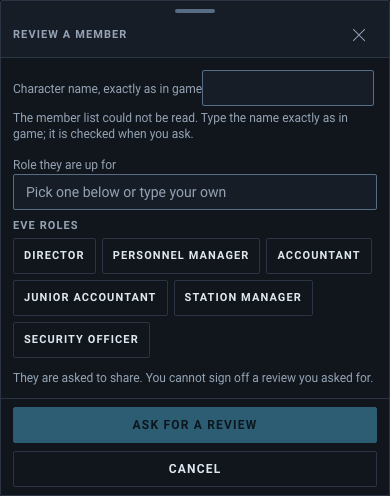 REVIEW A MEMBER
Character name, exactly as in game
The member list could not be read. Type the name exactly as in
game; it is checked when you ask.
Role they are up for
Pick one below or type your own
EVE ROLES
DIRECTOR PERSONNEL MANAGER ACCOUNTANT
JUNIOR ACCOUNTANT STATION MANAGER
SECURITY OFFICER
They are asked to share. You cannot sign off a review you asked for.
ASK FOR A REVIEW
CANCEL